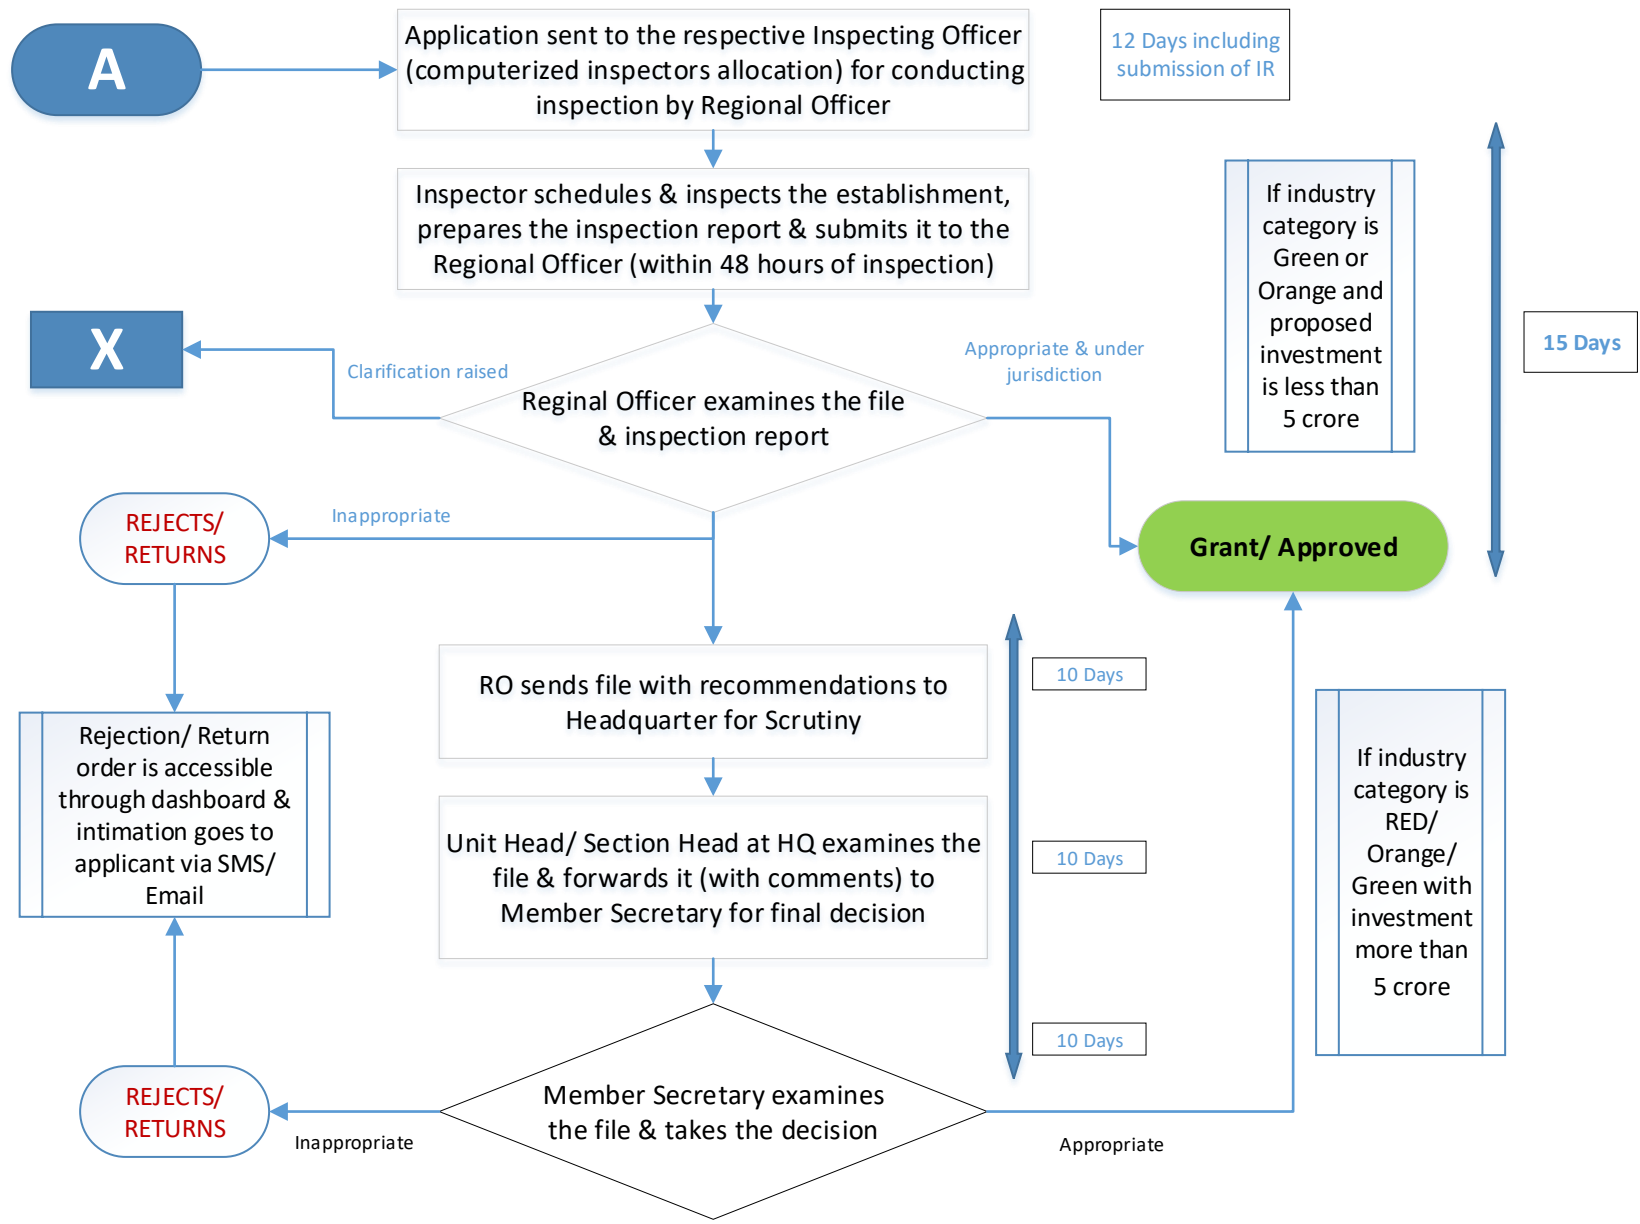 A
Application sent to the respective Inspecting Officer
(computerized inspectors allocation) for conducting
inspection by Regional Officer
12 Days including
submission of IR
Inspector schedules & inspects the establishment,
prepares the inspection report & submits it to the
Regional Officer (within 48 hours of inspection)
If industry
category is
Green or
Orange and
proposed
investment
is less than
5 crore
15 Days
X
Clarification raised
Appropriate & under
jurisdiction
Reginal Officer examines the file
& inspection report
REJECTS/
RETURNS
Inappropriate
Grant/ Approved
RO sends file with recommendations to
Headquarter for Scrutiny
10 Days
Rejection/ Return
order is accessible
through dashboard &
intimation goes to
applicant via SMS/
Email
Unit Head/ Section Head at HQ examines the
file & forwards it (with comments) to
Member Secretary for final decision
10 Days
If industry
category is
RED/
Orange/
Green with
investment
more than
5 crore
10 Days
REJECTS/
RETURNS
Inappropriate
Member Secretary examines
the file & takes the decision
Appropriate